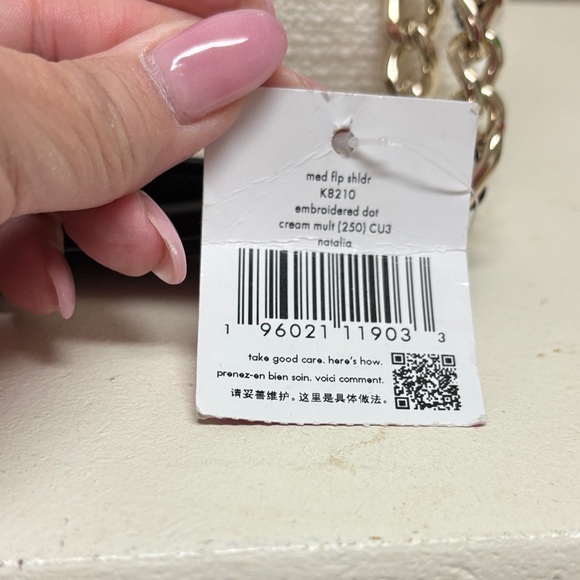 med flp shldr
K8210
embroidered dot
cream mult (250) CU3
natalia
1 96021 11903 3
take good care. here's how.
prenez-en bien soin. voici comment.
请妥善维护。这里是具体做法。